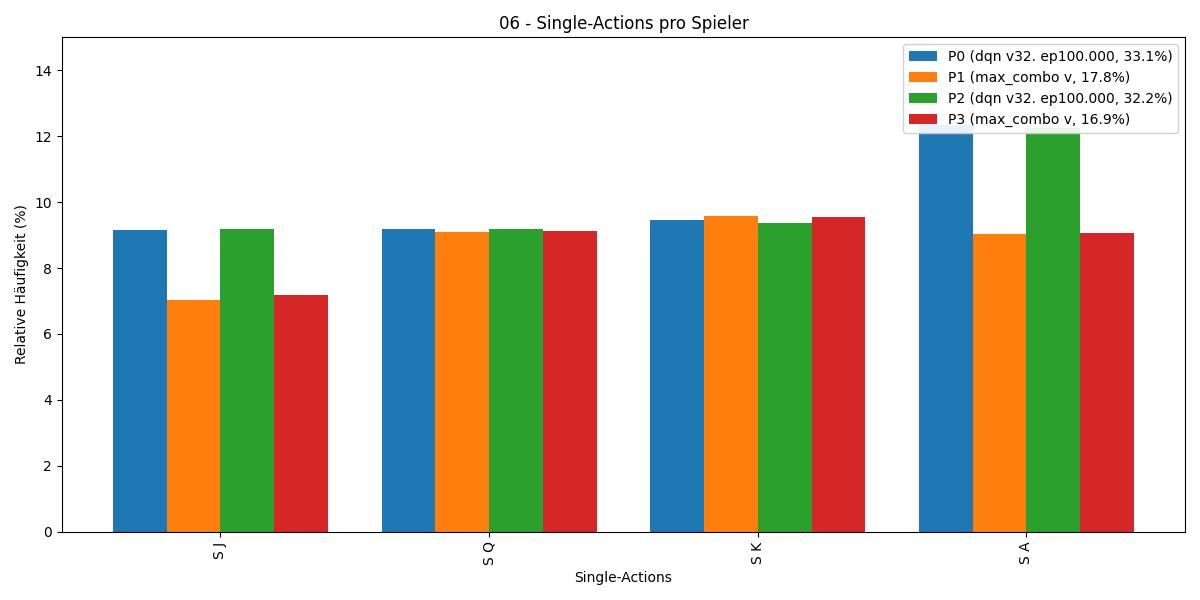 06 - Single-Actions pro Spieler
P0 (dqn v32. ep100.000, 33.1%)
P1 (max_combo v, 17.8%)
P2 (dqn v32. ep100.000, 32.2%)
P3 (max_combo v, 16.9%)
Relative Häufigkeit (%)
14
12
10
8
6
4
2
0
S J
S Q
S K
S A
Single-Actions